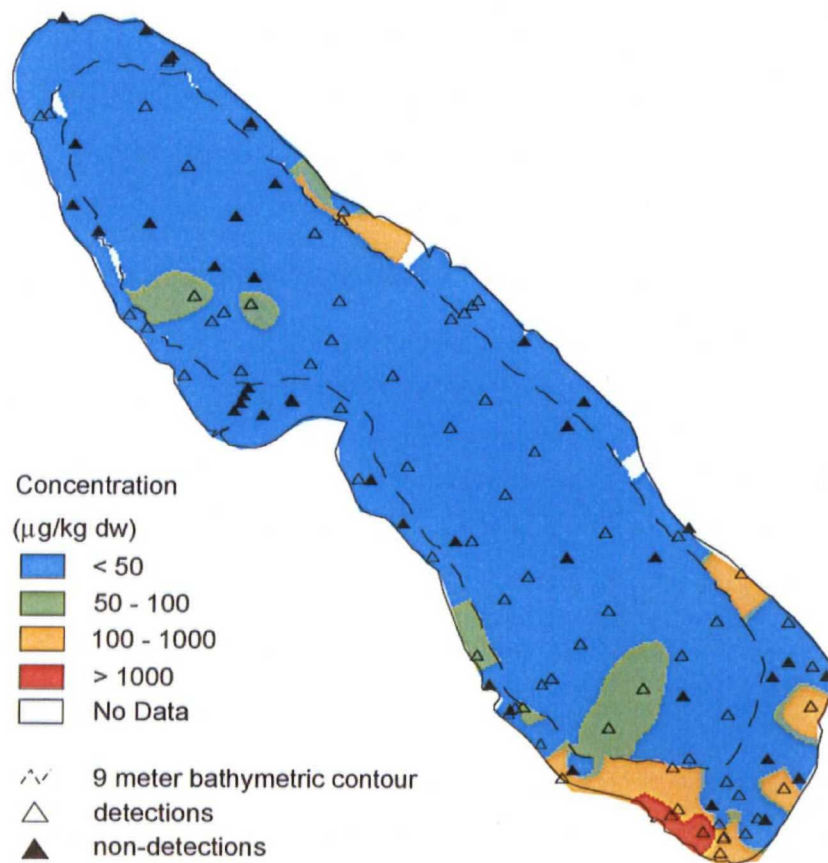 Concentration
(µg/kg dw)
< 50
50 - 100
100 - 1000
> 1000
No Data
9 meter bathymetric contour
detections
non-detections